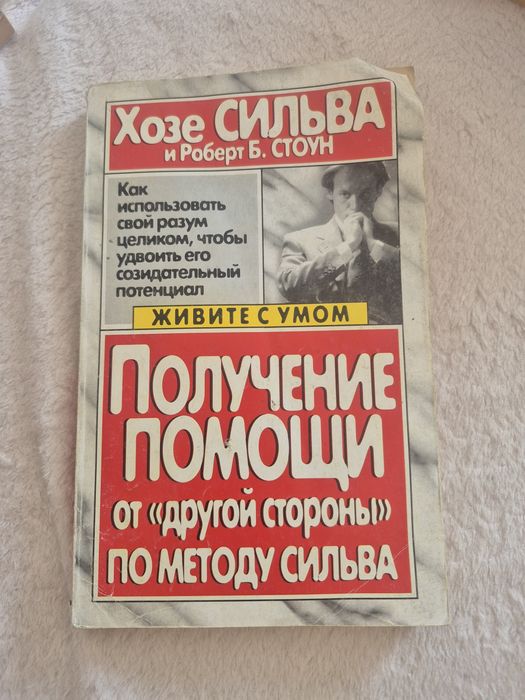 Хозе СИЛЬВА
и Роберт Б. СТОУН
Как
использовать
свой разум
целиком, чтобы
удвоить его
созидательный
потенциал
ЖИВИТЕ С УМОМ
ПОЛУЧЕНИЕ
ПОМОЩИ
от «другой стороны»
ПО МЕТОДУ СИЛЬВА